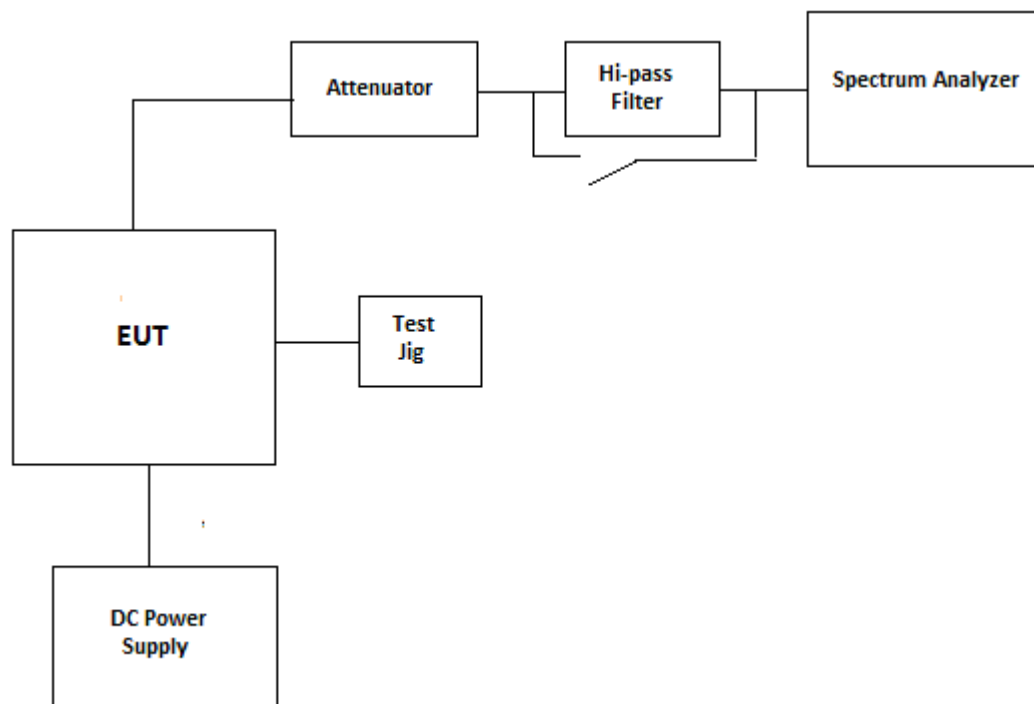 Attenuator
Hi-pass
Filter
Spectrum Analyzer
EUT
Test
Jig
DC Power
Supply